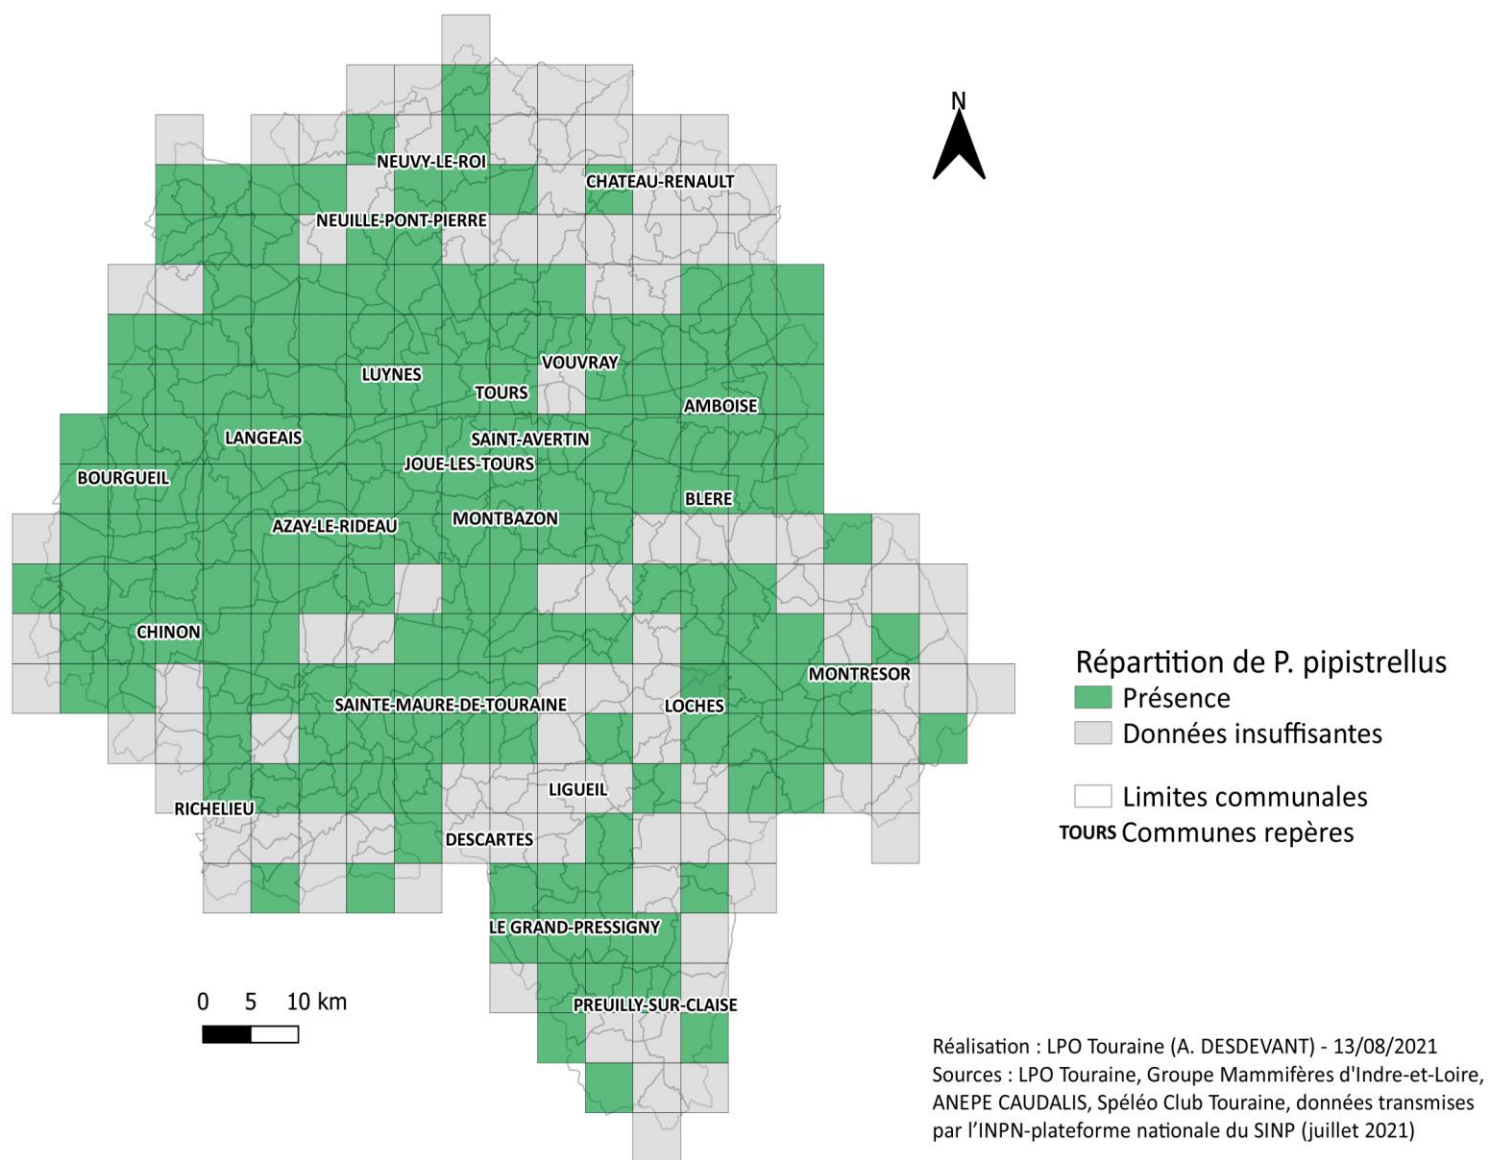 N
NEUVY-LE-ROI
CHATEAU-RENAULT
NEUILLE-PONT-PIERRE
VOUVRAY
LUYNES
TOURS
AMBOISE
LANGEAIS
SAINT-AVERTIN
JOUE-LES-TOURS
BOURGUEIL
BLERE
AZAY-LE-RIDEAU
MONTBAZON
CHINON
MONTRESOR
SAINTE-MAURE-DE-TOURAINE
LOCHES
LIGUEIL
RICHELIEU
DESCARTES
LE GRAND-PRESSIGNY
PREUILLY-SUR-CLAISE
Répartition de P. pipistrellus
Présence
Données insuffisantes
Limites communales
TOURS Communes repères
0 5 10 km
Réalisation : LPO Touraine (A. DESDEVANT) - 13/08/2021
Sources : LPO Touraine, Groupe Mammifères d'Indre-et-Loire,
ANEPE CAUDALIS, Spéléo Club Touraine, données transmises
par l’INPN-plateforme nationale du SINP (juillet 2021)